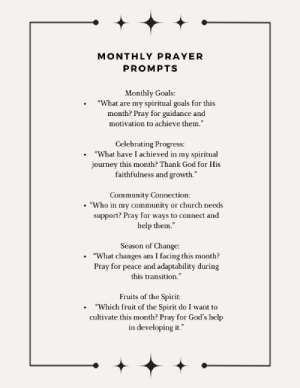 MONTHLY PRAYER
PROMPTS
Monthly Goals:
• "What are my spiritual goals for this
month? Pray for guidance and
motivation to achieve them."
Celebrating Progress:
• "What have I achieved in my spiritual
journey this month? Thank God for His
faithfulness and growth."
Community Connection:
• "Who in my community or church needs
support? Pray for ways to connect and
help them."
Season of Change:
• "What changes am I facing this month?
Pray for peace and adaptability during
this transition."
Fruits of the Spirit:
• "Which fruit of the Spirit do I want to
cultivate this month? Pray for God's help
in developing it."